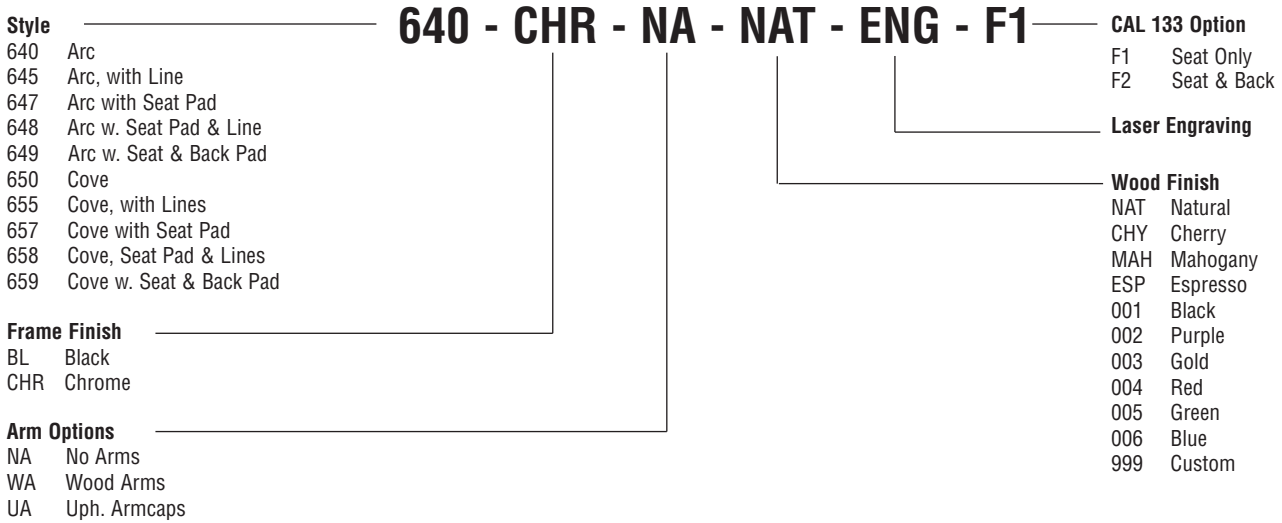 640 - CHR - NA - NAT - ENG - F1
Style
640 Arc
645 Arc, with Line
647 Arc with Seat Pad
648 Arc w. Seat Pad & Line
649 Arc w. Seat & Back Pad
650 Cove
655 Cove, with Lines
657 Cove with Seat Pad
658 Cove, Seat Pad & Lines
659 Cove w. Seat & Back Pad
Frame Finish
BL Black
CHR Chrome
Arm Options
NA No Arms
WA Wood Arms
UA Uph. Armcaps
CAL 133 Option
F1 Seat Only
F2 Seat & Back
Laser Engraving
Wood Finish
NAT Natural
CHY Cherry
MAH Mahogany
ESP Espresso
001 Black
002 Purple
003 Gold
004 Red
005 Green
006 Blue
999 Custom